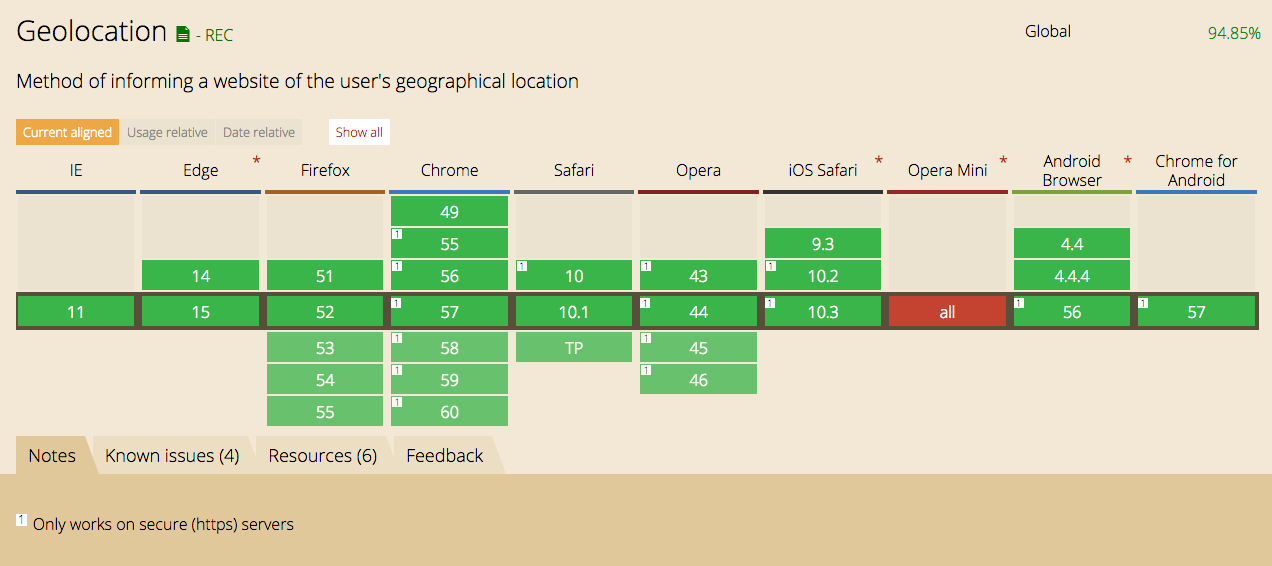 Geolocation - REC Global 94.85%
Method of informing a website of the user's geographical location
Current aligned Usage relative Date relative Show all
IE Edge * Firefox Chrome Safari Opera iOS Safari * Opera Mini * Android Browser * Chrome for Android
49
1 55 9.3 4.4
14 51 1 56 1 10 1 43 1 10.2 4.4.4
11 15 52 1 57 10.1 1 44 1 10.3 all 1 56 1 57
53 1 58 TP 1 45
54 1 59 1 46
55 1 60
Notes Known issues (4) Resources (6) Feedback
1 Only works on secure (https) servers